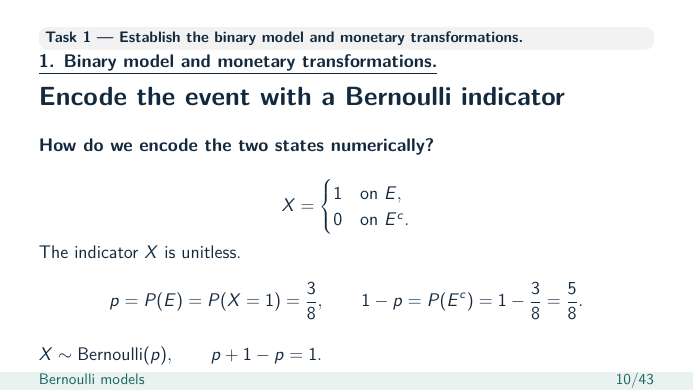 Task 1 — Establish the binary model and monetary transformations.
1. Binary model and monetary transformations.
Encode the event with a Bernoulli indicator
How do we encode the two states numerically?
X = { 1 on E,
0 on Eᶜ.
The indicator X is unitless.
p = P(E) = P(X = 1) = 3/8, 1 − p = P(Eᶜ) = 1 − 3/8 = 5/8.
X ∼ Bernoulli(p), p + 1 − p = 1.
Bernoulli models 10/43